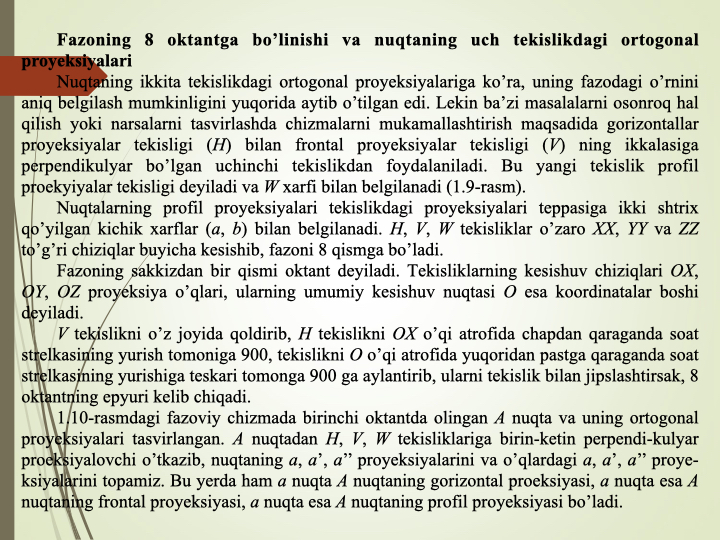 Fazoning 8 oktantga bo’linishi va nuqtaning uch tekislikdagi ortogonal
proyeksiyalari
Nuqtaning ikkita tekislikdagi ortogonal proyeksiyalariga ko’ra, uning fazodagi o’rnini
aniq belgilash mumkinligini yuqorida aytib o’tilgan edi. Lekin ba’zi masalalarni osonroq hal
qilish yoki narsalarni tasvirlashda chizmalarni mukamallashtirish maqsadida gorizontallar
proyeksiyalar tekisligi (H) bilan frontal proyeksiyalar tekisligi (V) ning ikkalasiga
perpendikulyar bo’lgan uchinchi tekislikdan foydalaniladi. Bu yangi tekislik profil
proekyiyalar tekisligi deyiladi va W xarfi bilan belgilanadi (1.9-rasm).
Nuqtalarning profil proyeksiyalari tekislikdagi proyeksiyalari teppasiga ikki shtrix
qo’yilgan kichik xarflar (a, b) bilan belgilanadi. H, V, W tekisliklar o’zaro XX, YY va ZZ
to’g’ri chiziqlar buyicha kesishib, fazoni 8 qismga bo’ladi.
Fazoning sakkizdan bir qismi oktant deyiladi. Tekisliklarning kesishuv chiziqlari OX,
OY, OZ proyeksiya o’qlari, ularning umumiy kesishuv nuqtasi O esa koordinatalar boshi
deyiladi.
V tekislikni o’z joyida qoldirib, H tekislikni OX o’qi atrofida chapdan qaraganda soat
strelkasining yurish tomoniga 900, tekislikni O o’qi atrofida yuqoridan pastga qaraganda soat
strelkasining yurishiga teskari tomonga 900 ga aylantirib, ularni tekislik bilan jipslashtirsak, 8
oktantning epyuri kelib chiqadi.
1.10-rasmdagi fazoviy chizmada birinchi oktantda olingan A nuqta va uning ortogonal
proyeksiyalari tasvirlangan. A nuqtadan H, V, W tekisliklariga birin-ketin perpendi-kulyar
proeksiyalovchi o’tkazib, nuqtaning a, a’, a’’ proyeksiyalarini va o’qlardagi a, a’, a’’ proye-
ksiyalarini topamiz. Bu yerda ham a nuqta A nuqtaning gorizontal proeksiyasi, a nuqta esa A
nuqtaning frontal proyeksiyasi, a nuqta esa A nuqtaning profil proyeksiyasi bo’ladi.